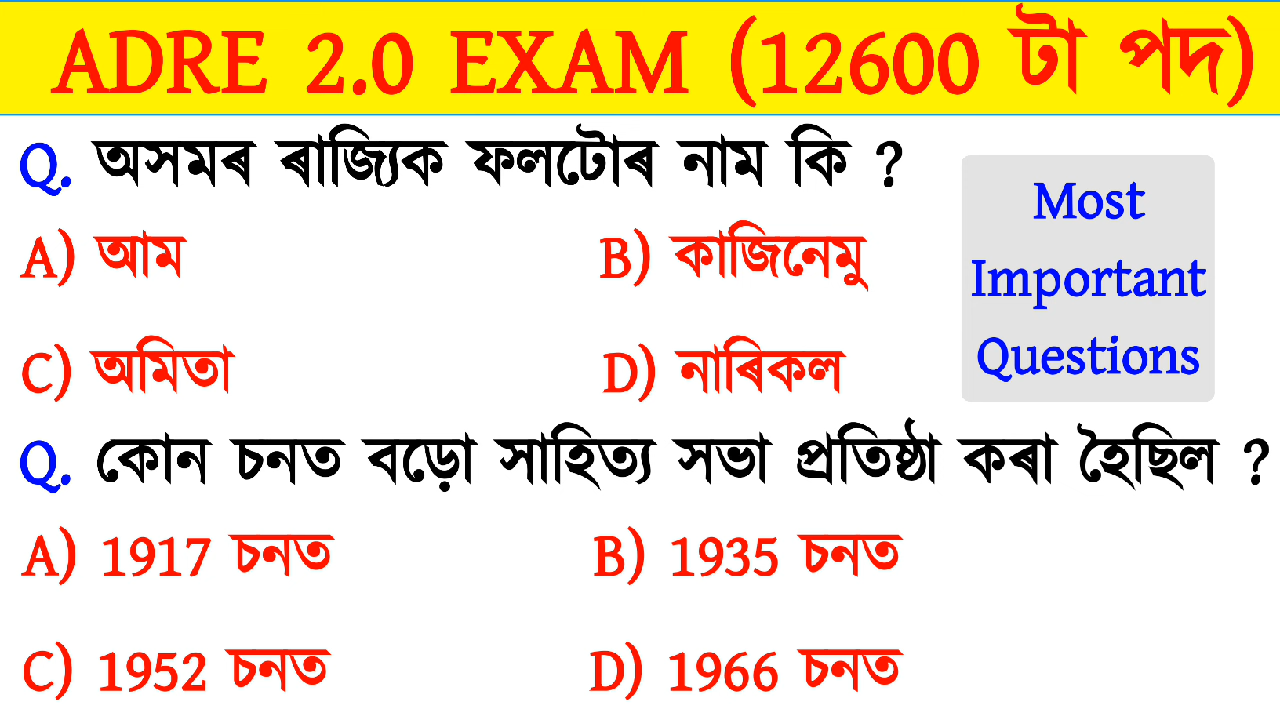 ADRE 2.0 EXAM (12600 টা পদ)
Q. অসমৰ ৰাজ্যিক ফলটোৰ নাম কি ?
A) আম
B) কাজিনেমু
C) অমিতা
D) নাৰিকল
Most
Important
Questions
Q. কোন চনত বড়ো সাহিত্য সভা প্ৰতিষ্ঠা কৰা হৈছিল ?
A) 1917 চনত
B) 1935 চনত
C) 1952 চনত
D) 1966 চনত